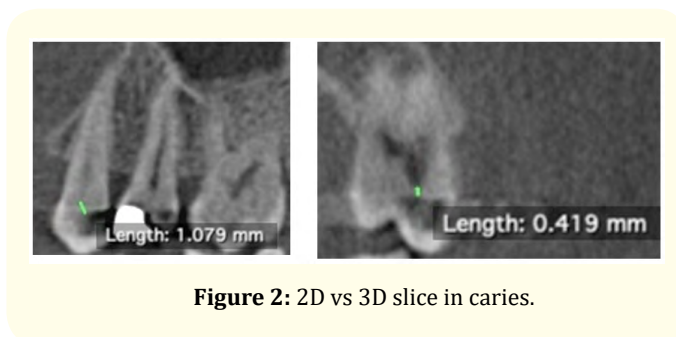 Length: 1.079 mm
Length: 0.419 mm
Figure 2: 2D vs 3D slice in caries.